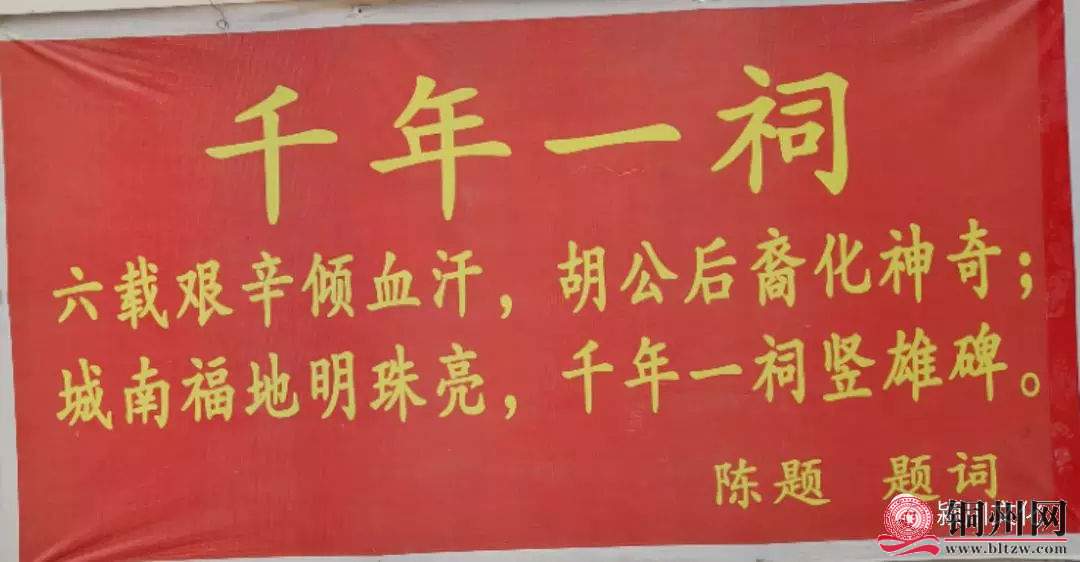 千年一祠
六载艰辛倾血汗，胡公后裔化神奇；
城南福地明珠亮，千年一祠竖雄碑。
陈题 题词
铜州网
www.bltzw.com